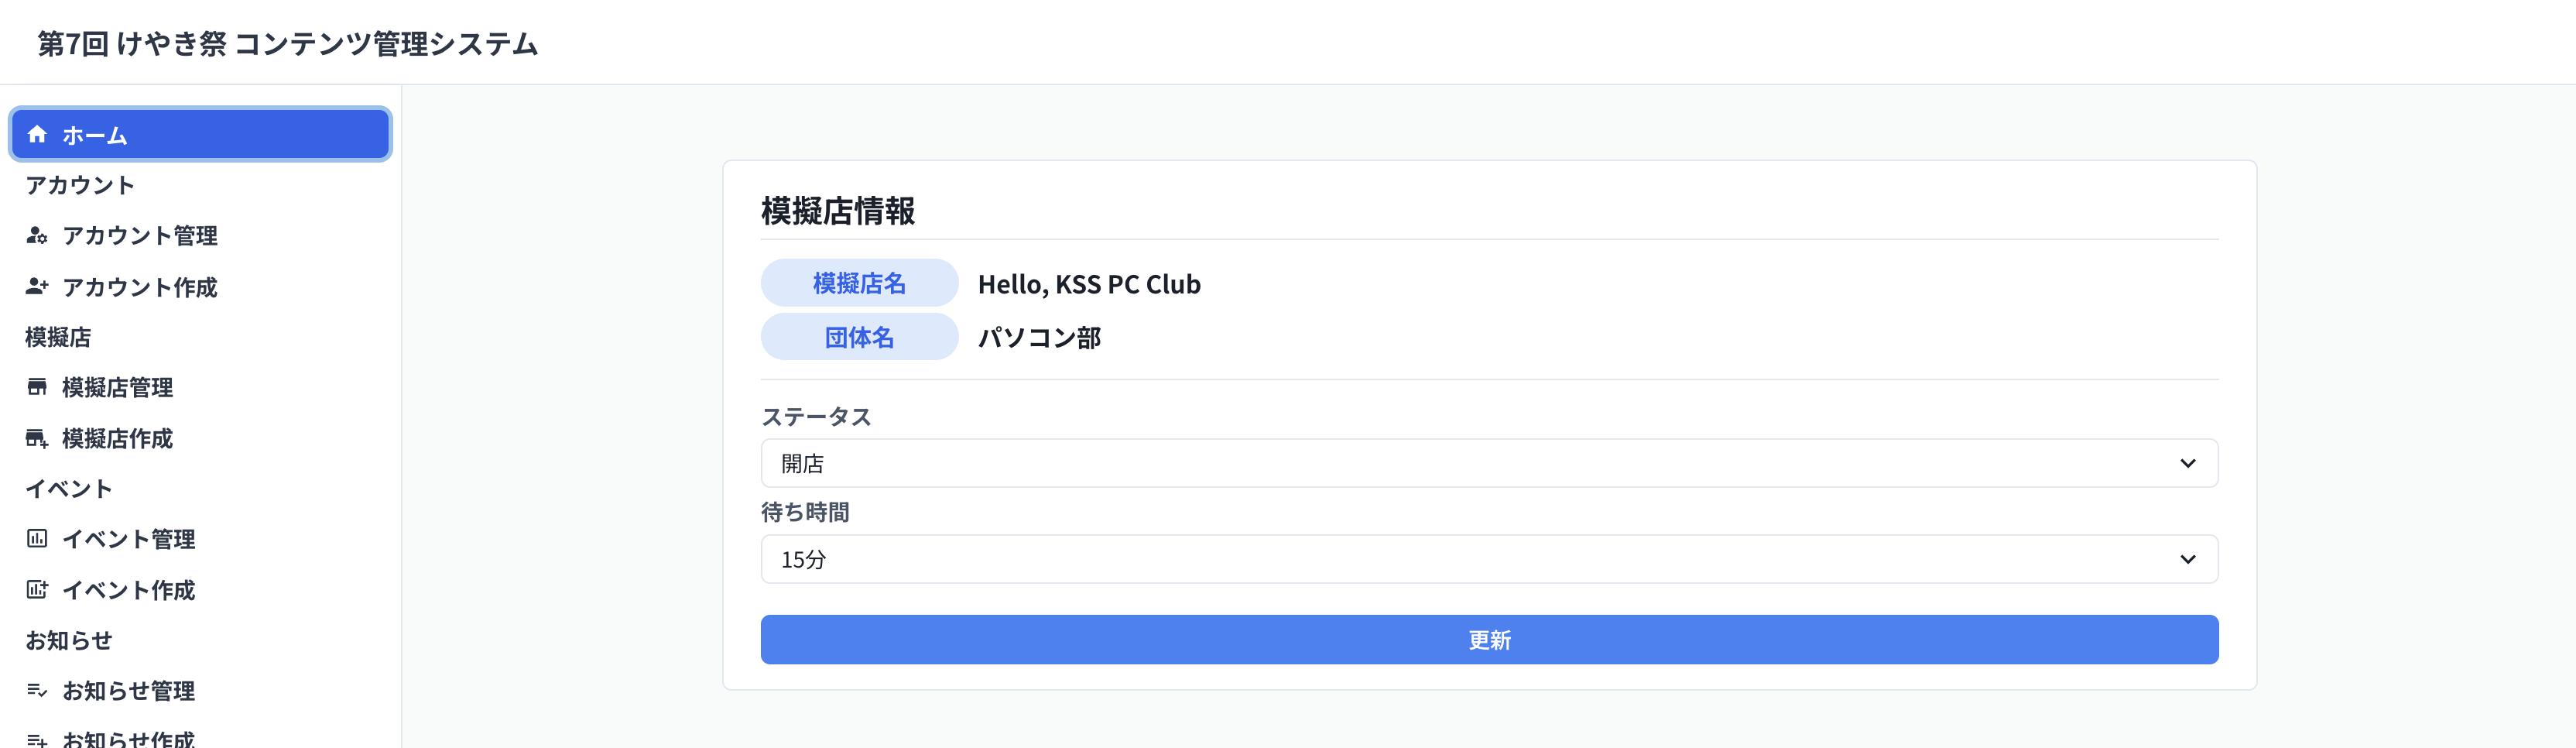 第7回 けやき祭 コンテンツ管理システム
ホーム
アカウント
アカウント管理
アカウント作成
模擬店
模擬店管理
模擬店作成
イベント
イベント管理
イベント作成
お知らせ
お知らせ管理
お知らせ作成
模擬店情報
模擬店名 Hello, KSS PC Club
団体名 パソコン部
ステータス
開店
待ち時間
15分
更新